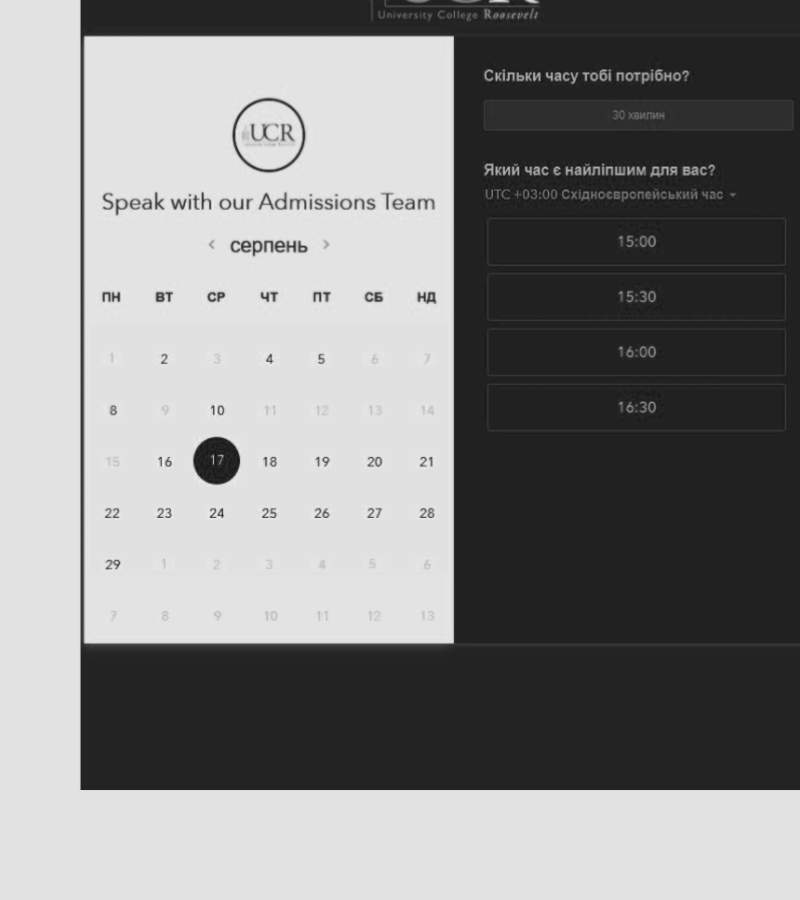 UCR
University College Roosevelt
UCR
Speak with our Admissions Team
серпень
ПН ВТ СР ЧТ ПТ СБ НД
1 2 3 4 5 6 7
8 9 10 11 12 13 14
15 16 17 18 19 20 21
22 23 24 25 26 27 28
29 1 2 3 4 5 6
7 8 9 10 11 12 13
Скільки часу тобі потрібно?
30 хвилин
Який час є найліпшим для вас?
UTC +03:00 Східноєвропейський час
15:00
15:30
16:00
16:30